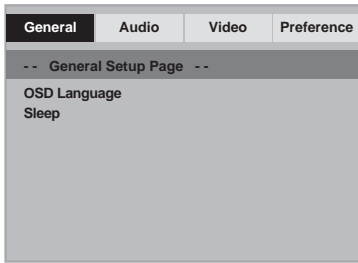 General Audio Video Preference
- - General Setup Page - -
OSD Language
Sleep